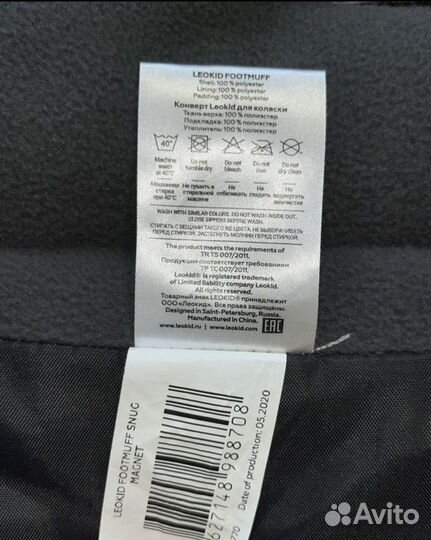 LEOKID FOOTMUFF
Shell: 100 % polyester
Lining: 100 % polyester
Padding: 100 % polyester
Конверт Leokid для коляски
Ткань верха: 100 % полиэстер
Подкладка: 100 % полиэстер
Утеплитель: 100 % полиэстер
40°
Machine wash at 40°C
Do not tumble dry
Do not bleach
Do not iron
Do not dry clean
Машинная стирка при 40°C
Не сушить в стиральной машине
Не отбеливать
Не гладить
Не подвергать химчистке
WASH WITH SIMILAR COLORS. DO NOT WASH INSIDE OUT.
CLOSE ZIPPERS BEFORE WASH.
СТИРАТЬ С ВЕЩАМИ ТАКОГО ЖЕ ЦВЕТА. НЕ ВЫВОРАЧИВАТЬ
ПЕРЕД СТИРКОЙ. ЗАСТЕГНУТЬ МОЛНИИ ПЕРЕД СТИРКОЙ.
The product meets the requirements of
TR TS 007/2011.
Продукция соответствует требованиям
ТР ТС 007/2011.
Leokid® is registered trademark
of Limited liability company Leokid.
All rights reserved.
Товарный знак LEOKID® принадлежит
ООО «Леокид». Все права защищены.
Designed in Saint-Petersburg, Russia.
Manufactured in China.
www.leokid.ru | www.leokid.com
EAC
LEOKID FOOTMUFF SNUG
MAGNET
627148 988708
Date of production: 05.2020
Avito